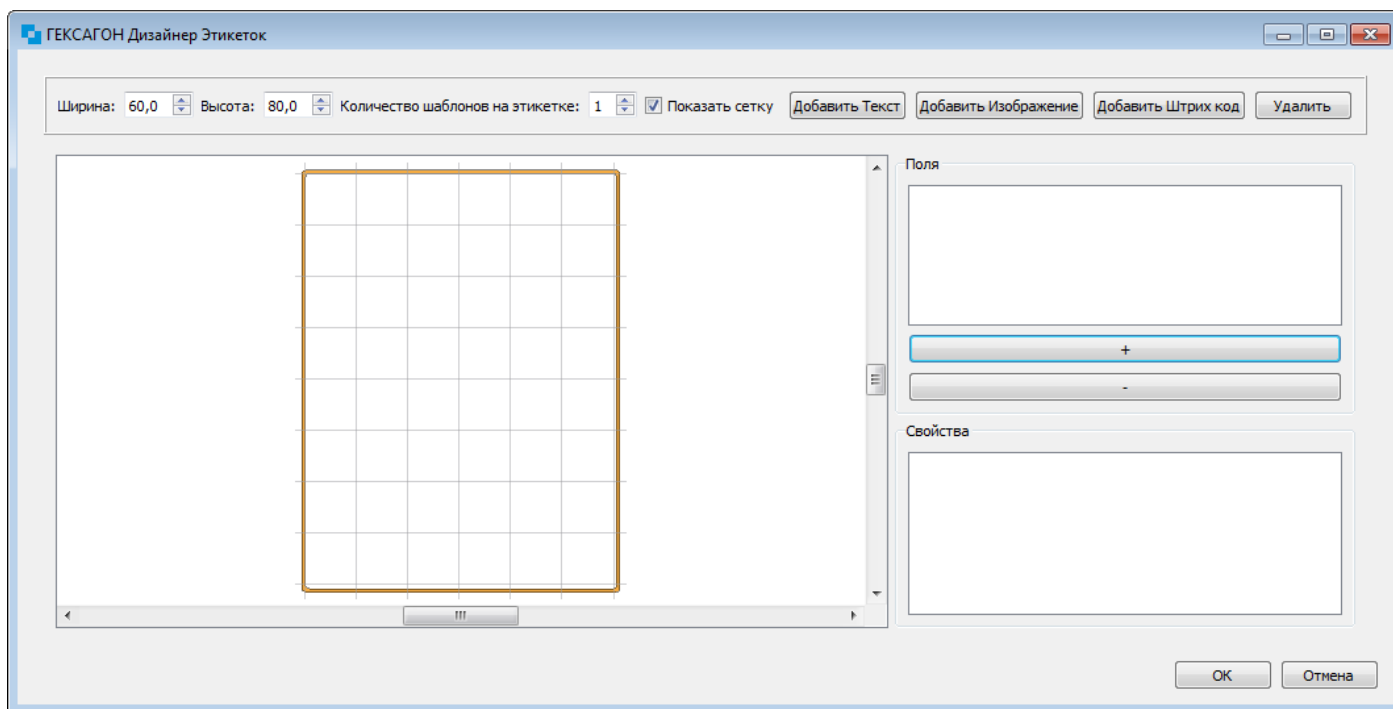 ГЕКСАГОН Дизайнер Этикеток
Ширина: 60,0 Высота: 80,0 Количество шаблонов на этикетке: 1 Показать сетку Добавить Текст Добавить Изображение Добавить Штрих код Удалить
Поля
+
-
Свойства
ОК Отмена